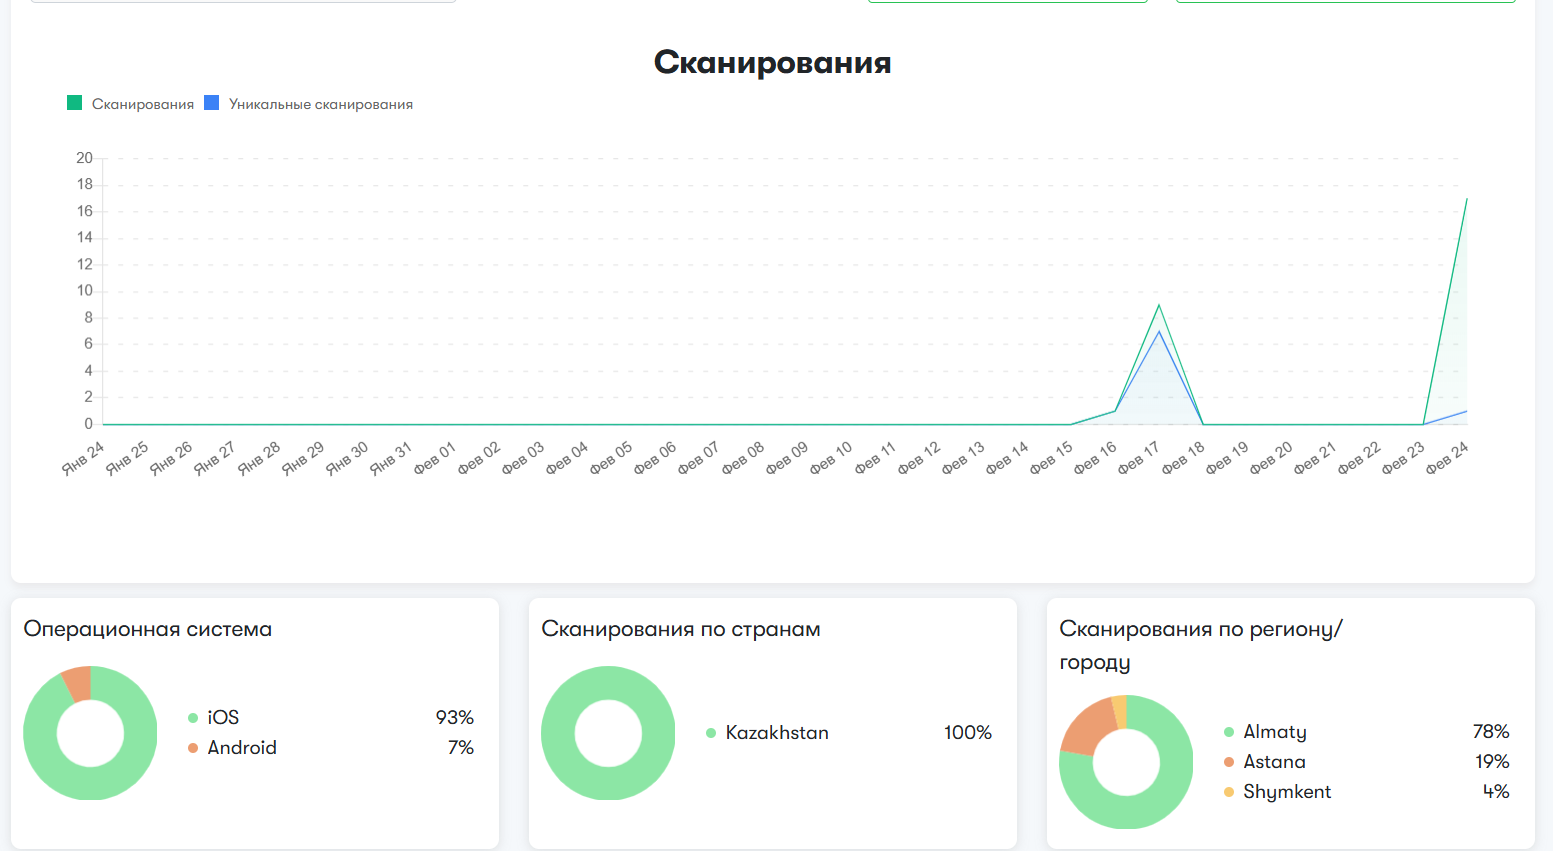 Сканирования
Сканирования Уникальные сканирования
20
18
16
14
12
10
8
6
4
2
0
Янв 24 Янв 25 Янв 26 Янв 27 Янв 28 Янв 29 Янв 30 Янв 31 Фев 01 Фев 02 Фев 03 Фев 04 Фев 05 Фев 06 Фев 07 Фев 08 Фев 09 Фев 10 Фев 11 Фев 12 Фев 13 Фев 14 Фев 15 Фев 16 Фев 17 Фев 18 Фев 19 Фев 20 Фев 21 Фев 22 Фев 23 Фев 24
Операционная система
iOS 93%
Android 7%
Сканирования по странам
Kazakhstan 100%
Сканирования по региону/
городу
Almaty 78%
Astana 19%
Shymkent 4%